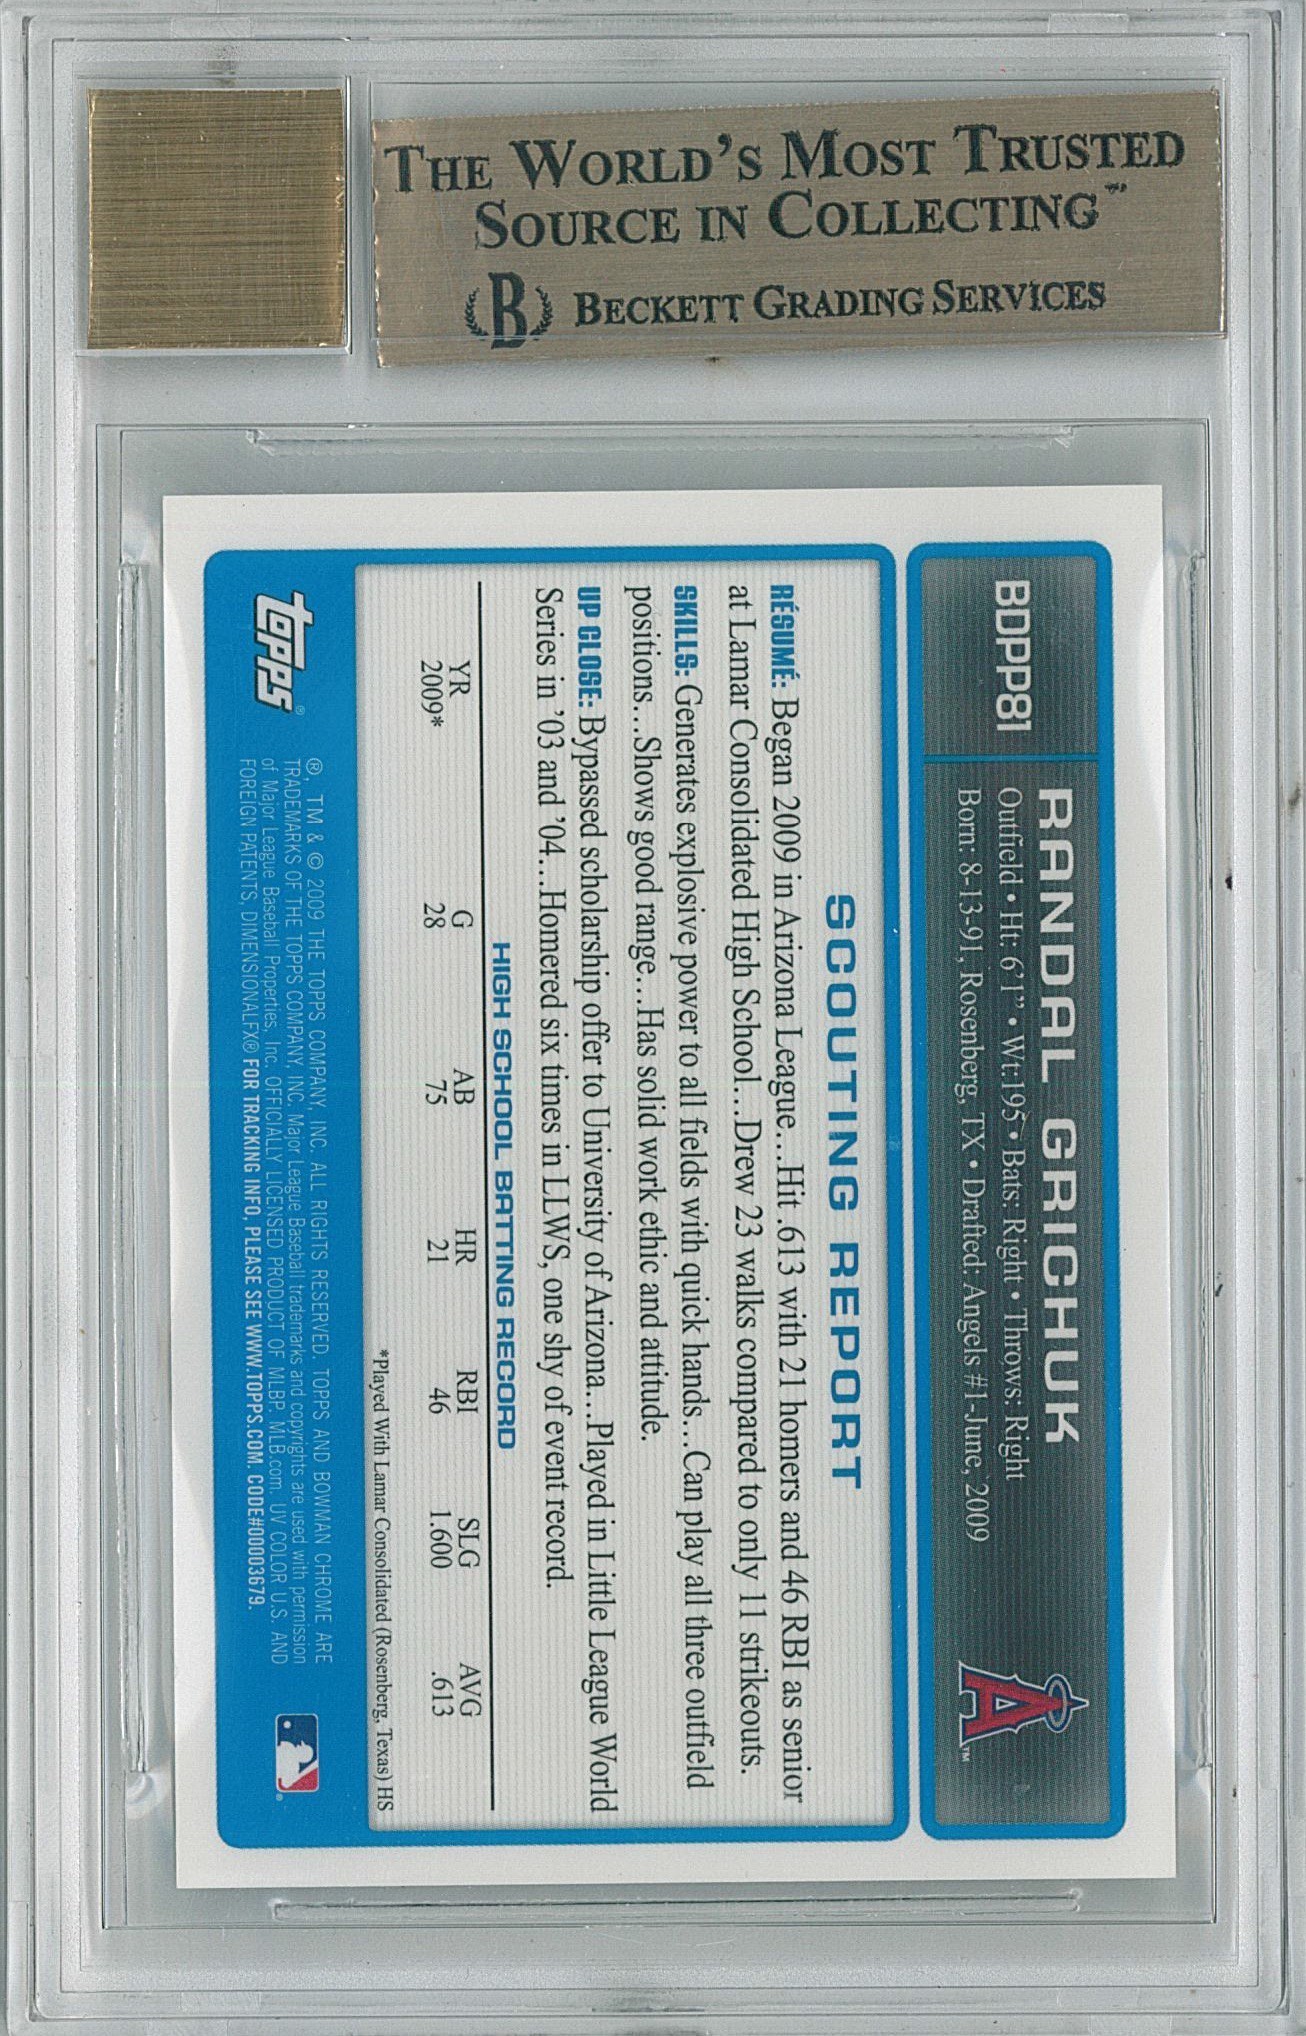 THE WORLD'S MOST TRUSTED
SOURCE IN COLLECTING™
B BECKETT GRADING SERVICES
BDPP81
RANDAL GRICHUK
Outfield • Ht: 6'1" • Wt: 195 • Bats: Right • Throws: Right
Born: 8-13-91, Rosenberg, TX • Drafted: Angels #1-June, 2009
A™
SCOUTING REPORT
RÉSUMÉ: Began 2009 in Arizona League...Hit .613 with 21 homers and 46 RBI as senior
at Lamar Consolidated High School...Drew 23 walks compared to only 11 strikeouts.
SKILLS: Generates explosive power to all fields with quick hands...Can play all three outfield
positions...Shows good range...Has solid work ethic and attitude.
UP CLOSE: Bypassed scholarship offer to University of Arizona...Played in Little League World
Series in '03 and '04...Homered six times in LLWS, one shy of event record.
HIGH SCHOOL BATTING RECORD
YR G AB HR RBI SLG AVG
2009* 28 75 21 46 1.600 .613
*Played With Lamar Consolidated (Rosenberg, Texas) HS
topps®
®, TM & © 2009 THE TOPPS COMPANY, INC. ALL RIGHTS RESERVED. TOPPS AND BOWMAN CHROME ARE
TRADEMARKS OF THE TOPPS COMPANY, INC. Major League Baseball trademarks and copyrights are used with permission
of Major League Baseball Properties, Inc. OFFICIALLY LICENSED PRODUCT OF MLBP. MLB.com. UV COLOR U.S. AND
FOREIGN PATENTS, DIMENSIONALFX® FOR TRACKING INFO, PLEASE SEE WWW.TOPPS.COM. CODE#00003679.